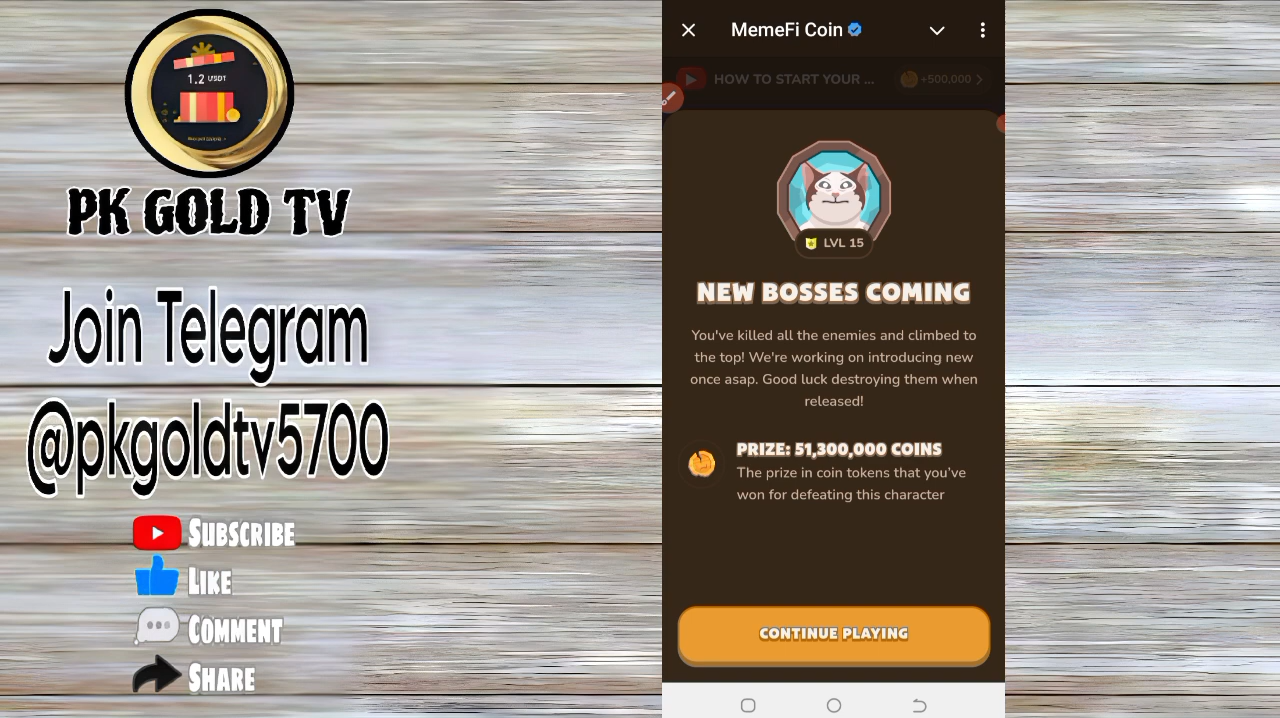 1.2 USDT
PK GOLD TV
Join Telegram
@pkgoldtv5700
SUBSCRIBE
LIKE
COMMENT
SHARE
MemeFi Coin
HOW TO START YOUR ...
+500,000
LVL 15
NEW BOSSES COMING
You've killed all the enemies and climbed to
the top! We're working on introducing new
once asap. Good luck destroying them when
released!
PRIZE: 51,300,000 COINS
The prize in coin tokens that you've
won for defeating this character
CONTINUE PLAYING